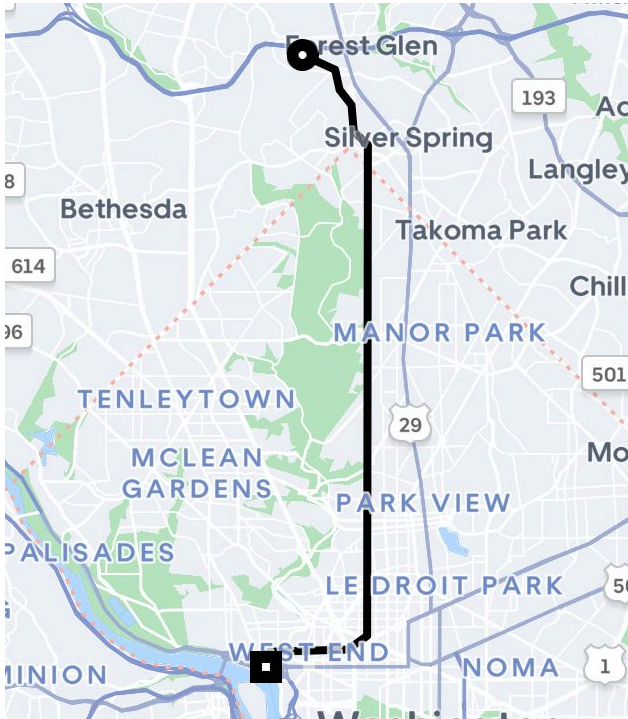 Forest Glen
193
Silver Spring
Langley
8
Bethesda
Takoma Park
614
Chill
96
MANOR PARK
501
TENLEYTOWN
29
MCLEAN
GARDENS
Mo
PARK VIEW
PALISADES
LE DROIT PARK
WEST END
MINION
NOMA
1